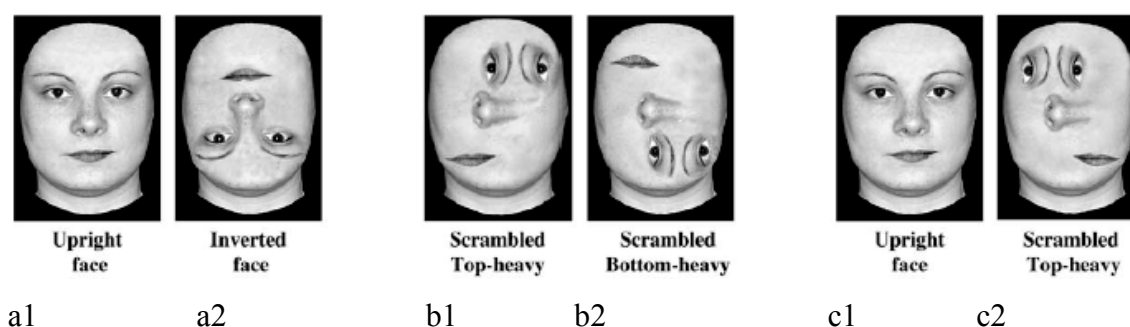 Upright face
Inverted face
Scrambled Top-heavy
Scrambled Bottom-heavy
Upright face
Scrambled Top-heavy
a1 a2 b1 b2 c1 c2